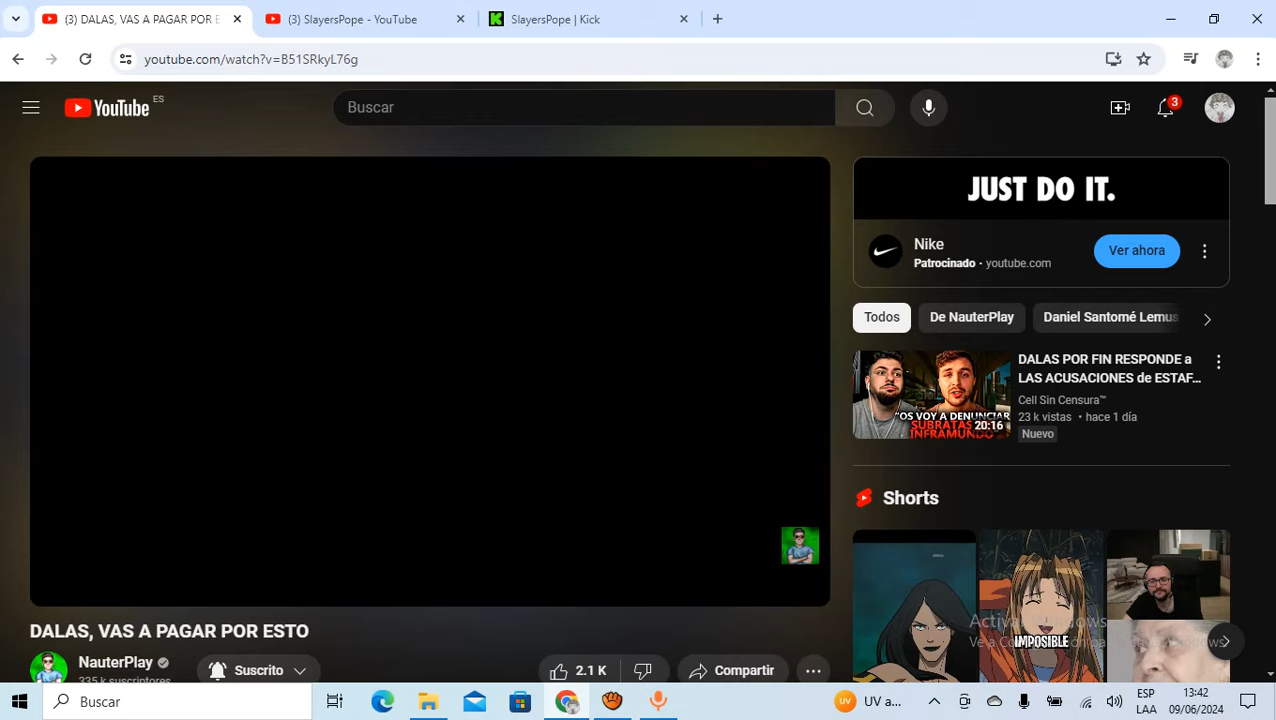 (3) DALAS, VAS A PAGAR POR E
(3) SlayersPope - YouTube
SlayersPope | Kick
youtube.com/watch?v=B51SRkyL76g
YouTube ES
Buscar
3
JUST DO IT.
Nike
Patrocinado · youtube.com
Ver ahora
Todos
De NauterPlay
Daniel Santomé Lemus
DALAS POR FIN RESPONDE a
LAS ACUSACIONES de ESTAF...
Cell Sin Censura™
23 k vistas • hace 1 día
Nuevo
"OS VOY A DENUNCIAR
SUBRATAS
INFRAMUNDO"
20:16
Shorts
IMPOSIBLE
DALAS, VAS A PAGAR POR ESTO
NauterPlay
335 k suscriptores
Suscrito
2.1 K
Compartir
Buscar
UV a...
ESP
LAA
13:42
09/06/2024